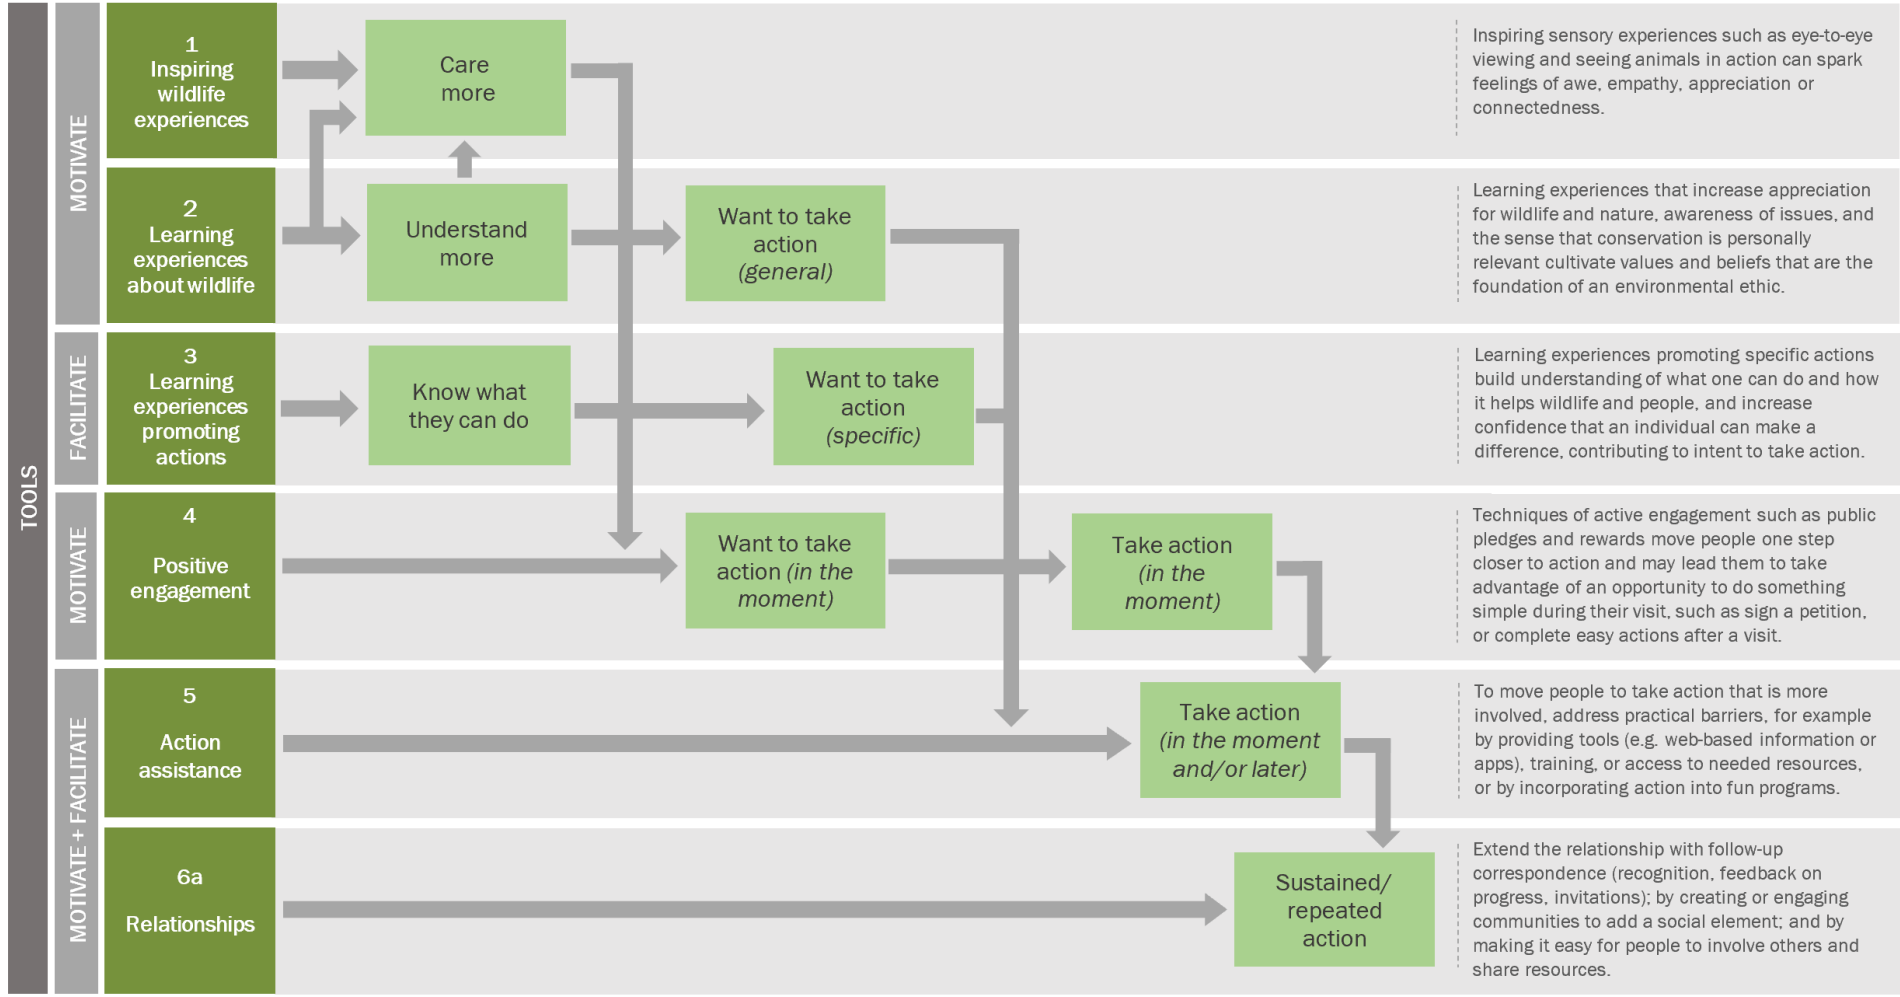 TOOLS
MOTIVATE
1
Inspiring
wildlife
experiences
Care
more
Inspiring sensory experiences such as eye-to-eye
viewing and seeing animals in action can spark
feelings of awe, empathy, appreciation or
connectedness.
2
Learning
experiences
about wildlife
Understand
more
Want to take
action
(general)
Learning experiences that increase appreciation
for wildlife and nature, awareness of issues, and
the sense that conservation is personally
relevant cultivate values and beliefs that are the
foundation of an environmental ethic.
FACILITATE
3
Learning
experiences
promoting
actions
Know what
they can do
Want to take
action
(specific)
Learning experiences promoting specific actions
build understanding of what one can do and how
it helps wildlife and people, and increase
confidence that an individual can make a
difference, contributing to intent to take action.
MOTIVATE
4
Positive
engagement
Want to take
action (in the
moment)
Take action
(in the
moment)
Techniques of active engagement such as public
pledges and rewards move people one step
closer to action and may lead them to take
advantage of an opportunity to do something
simple during their visit, such as sign a petition,
or complete easy actions after a visit.
MOTIVATE + FACILITATE
5
Action
assistance
Take action
(in the moment
and/or later)
To move people to take action that is more
involved, address practical barriers, for example
by providing tools (e.g. web-based information or
apps), training, or access to needed resources,
or by incorporating action into fun programs.
6a
Relationships
Sustained/
repeated
action
Extend the relationship with follow-up
correspondence (recognition, feedback on
progress, invitations); by creating or engaging
communities to add a social element; and by
making it easy for people to involve others and
share resources.